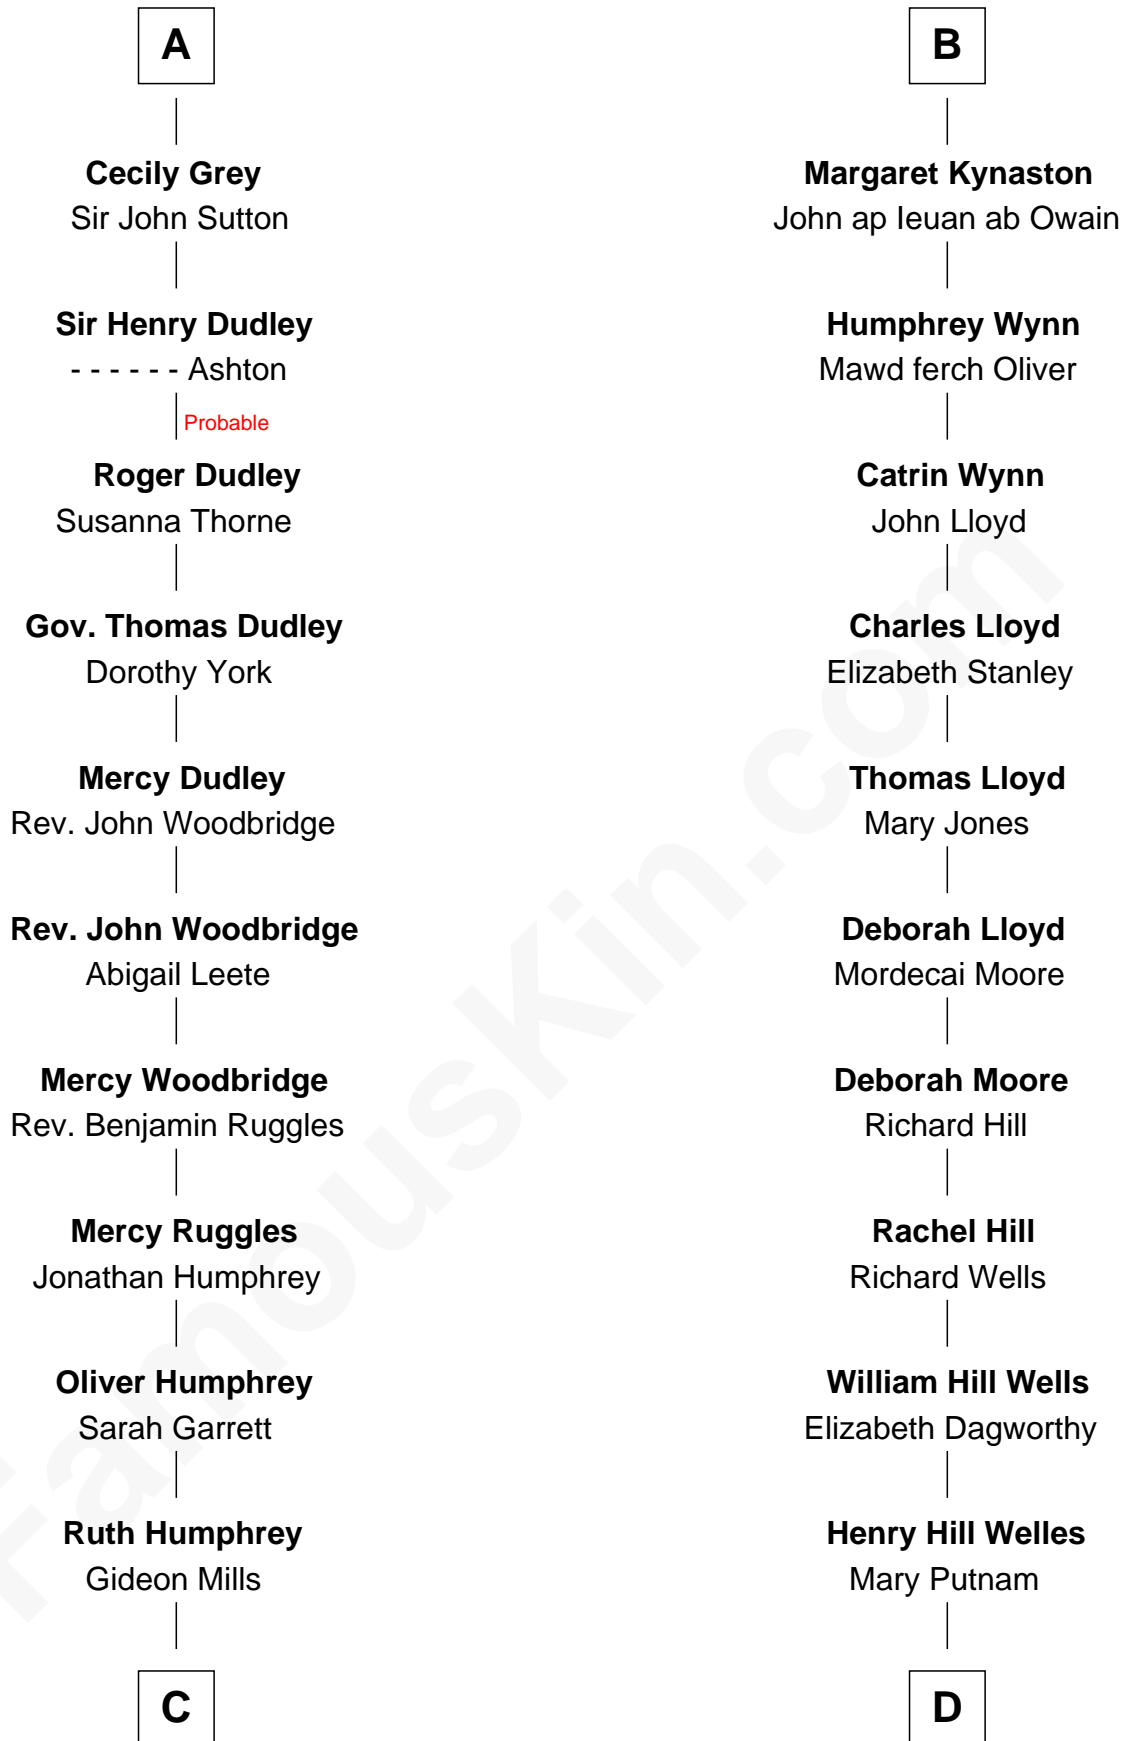 A
Cecily Grey
Sir John Sutton
Sir Henry Dudley
- - - - - - Ashton
Probable
Roger Dudley
Susanna Thorne
Gov. Thomas Dudley
Dorothy York
Mercy Dudley
Rev. John Woodbridge
Rev. John Woodbridge
Abigail Leete
Mercy Woodbridge
Rev. Benjamin Ruggles
Mercy Ruggles
Jonathan Humphrey
Oliver Humphrey
Sarah Garrett
Ruth Humphrey
Gideon Mills
C
B
Margaret Kynaston
John ap Ieuan ab Owain
Humphrey Wynn
Mawd ferch Oliver
Catrin Wynn
John Lloyd
Charles Lloyd
Elizabeth Stanley
Thomas Lloyd
Mary Jones
Deborah Lloyd
Mordecai Moore
Deborah Moore
Richard Hill
Rachel Hill
Richard Wells
William Hill Wells
Elizabeth Dagworthy
Henry Hill Welles
Mary Putnam
D
FamousKin.com